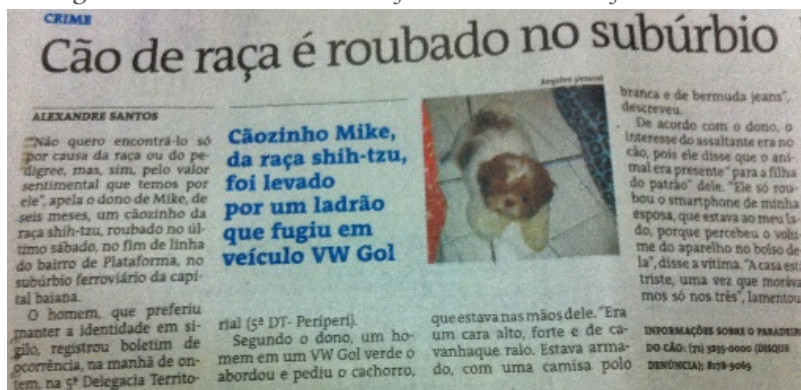 CRIME
Cão de raça é roubado no subúrbio
ALEXANDRE SANTOS
"Não quero encontrá-lo só
por causa da raça ou do pe-
digree, mas, sim, pelo valor
sentimental que temos por
ele", apela o dono de Mike, de
seis meses, um cãozinho da
raça shih-tzu, roubado no úl-
timo sábado, no fim de linha
do bairro de Plataforma, no
subúrbio ferroviário da capi-
tal baiana.
O homem, que preferiu
manter a identidade em si-
gilo, registrou boletim de
ocorrência, na manhã de on-
tem, na 5ª Delegacia Territo-
Cãozinho Mike,
da raça shih-tzu,
foi levado
por um ladrão
que fugiu em
veículo VW Gol
rial (5ª DT- Periperi).
Segundo o dono, um ho-
mem em um VW Gol verde o
abordou e pediu o cachorro,
Arquivo pessoal
que estava nas mãos dele. "Era
um cara alto, forte e de ca-
vanhaque ralo. Estava arma-
do, com uma camisa polo
branca e de bermuda jeans",
descreveu.
De acordo com o dono, o
interesse do assaltante era no
cão, pois ele disse que o ani-
mal era presente "para a filha
do patrão" dele. "Ele só rou-
bou o smartphone de minha
esposa, que estava ao meu la-
do, porque percebeu o volu-
me do aparelho no bolso de-
la", disse a vítima. "A casa est
triste, uma vez que moráva
mos só nos três", lamentou
INFORMAÇÕES SOBRE O PARADEIR
DO CÃO: (71) 3235-0000 (DISQUE
DENÚNCIA); 8178-3065